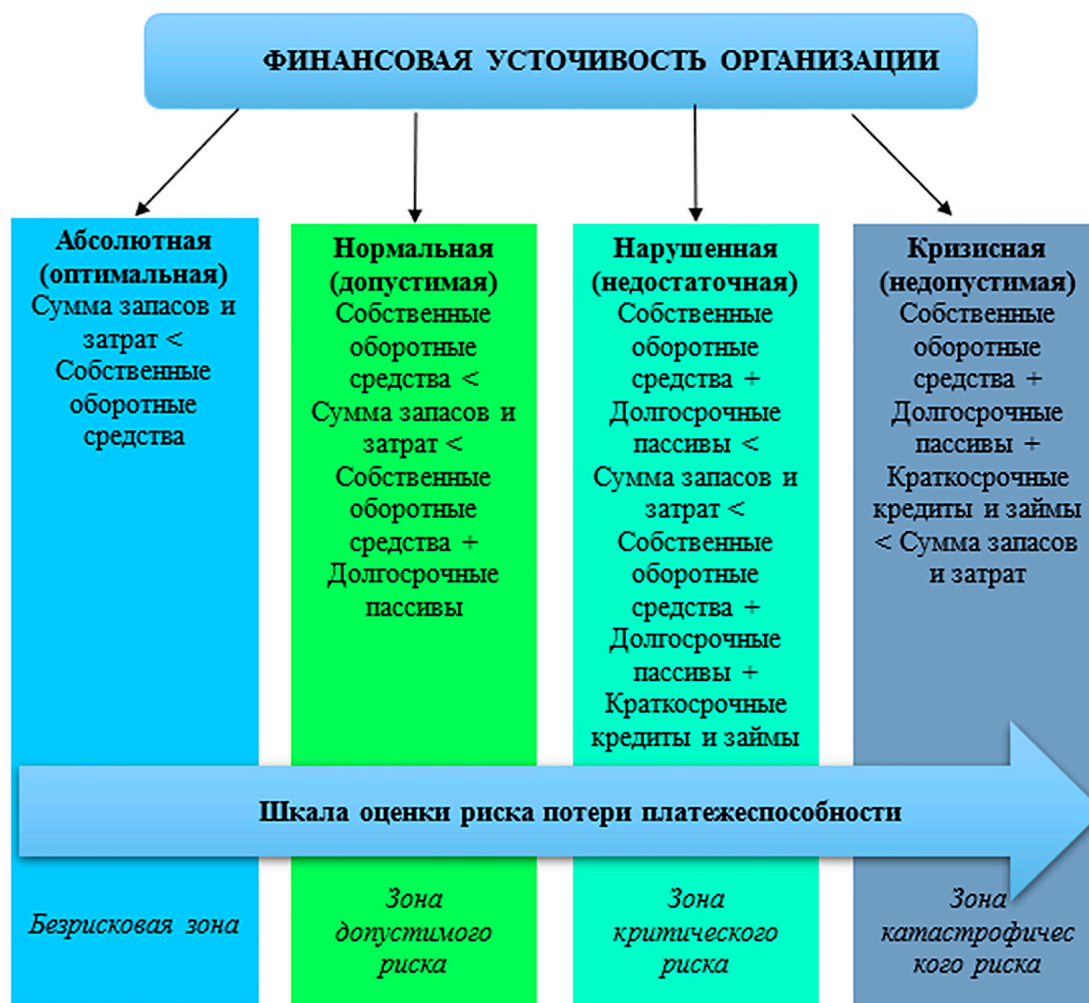 ФИНАНСОВАЯ УСТОЧИВОСТЬ ОРГАНИЗАЦИИ
Абсолютная
(оптимальная)
Сумма запасов и
затрат <
Собственные
оборотные
средства
Нормальная
(допустимая)
Собственные
оборотные
средства <
Сумма запасов и
затрат <
Собственные
оборотные
средства +
Долгосрочные
пассивы
Нарушенная
(недостаточная)
Собственные
оборотные
средства +
Долгосрочные
пассивы <
Сумма запасов и
затрат <
Собственные
оборотные
средства +
Долгосрочные
пассивы +
Краткосрочные
кредиты и займы
Кризисная
(недопустимая)
Собственные
оборотные
средства +
Долгосрочные
пассивы +
Краткосрочные
кредиты и займы
< Сумма запасов
и затрат
Шкала оценки риска потери платежеспособности
Безрисковая зона
Зона
допустимого
риска
Зона
критического
риска
Зона
катастрофичес
кого риска